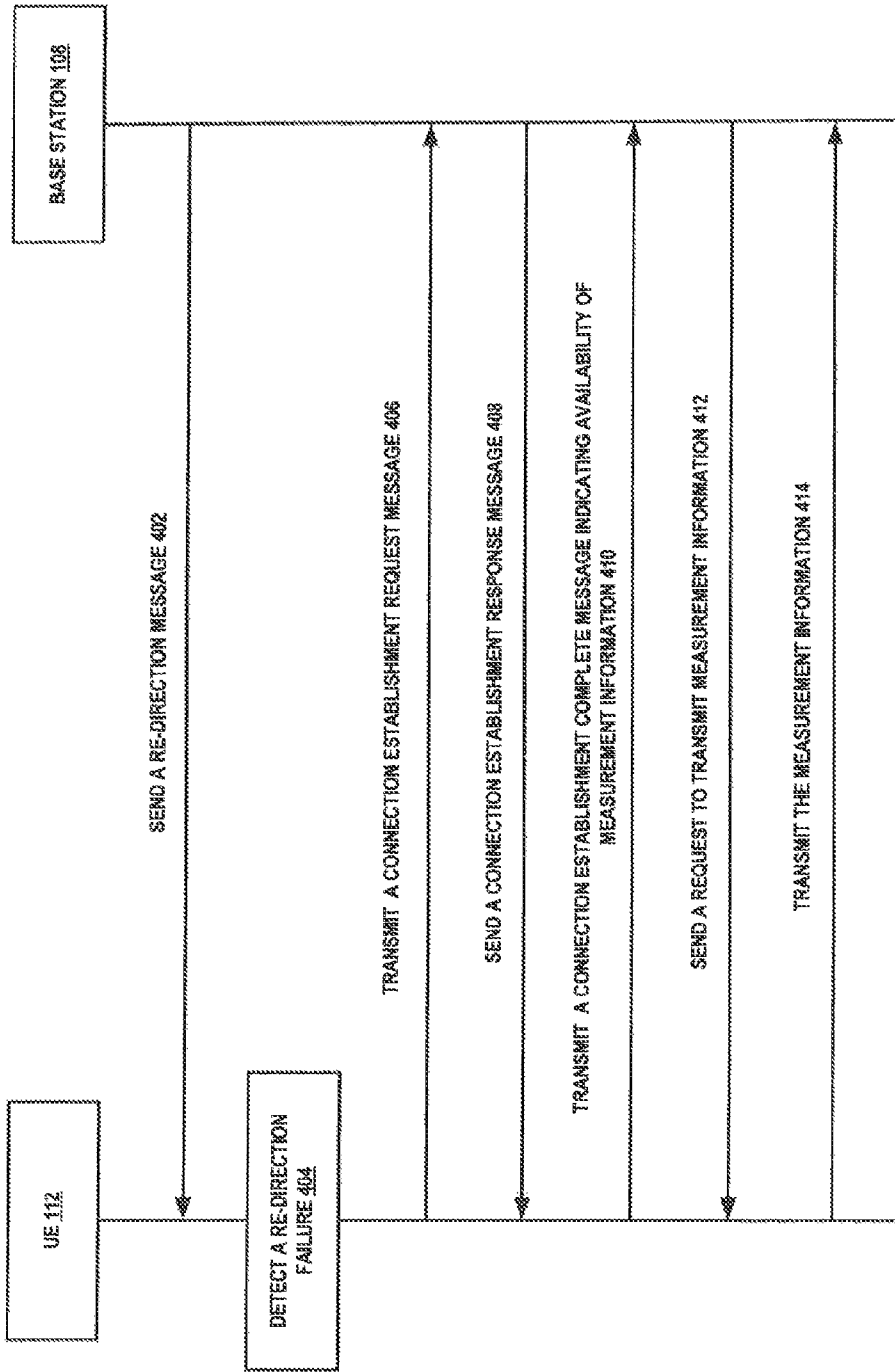 UE 112
BASE STATION 108
SEND A RE-DIRECTION MESSAGE 402
DETECT A RE-DIRECTION
FAILURE 404
TRANSMIT A CONNECTION ESTABLISHMENT REQUEST MESSAGE 406
SEND A CONNECTION ESTABLISHMENT RESPONSE MESSAGE 408
TRANSMIT A CONNECTION ESTABLISHMENT COMPLETE MESSAGE INDICATING AVAILABILITY OF
MEASUREMENT INFORMATION 410
SEND A REQUEST TO TRANSMIT MEASUREMENT INFORMATION 412
TRANSMIT THE MEASUREMENT INFORMATION 414